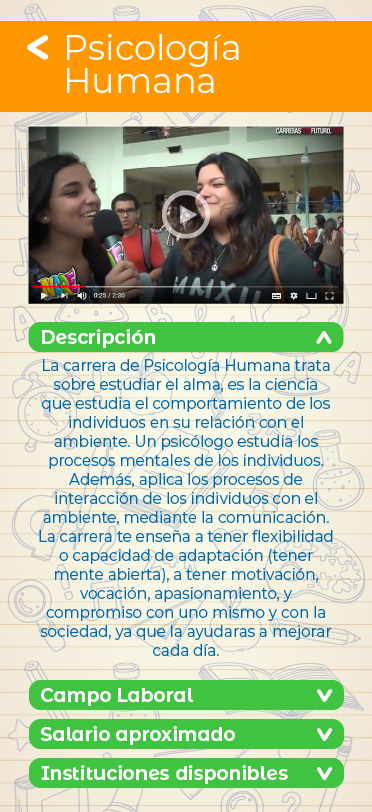 Psicología
Humana
CARRERAS CON FUTURO.
0:25 / 2:30
Descripción
La carrera de Psicología Humana trata
sobre estudiar el alma, es la ciencia
que estudia el comportamiento de los
individuos en su relación con el
ambiente. Un psicólogo estudia los
procesos mentales de los individuos.
Además, aplica los procesos de
interacción de los individuos con el
ambiente, mediante la comunicación.
La carrera te enseña a tener flexibilidad
o capacidad de adaptación (tener
mente abierta), a tener motivación,
vocación, apasionamiento, y
compromiso con uno mismo y con la
sociedad, ya que la ayudaras a mejorar
cada día.
Campo Laboral
Salario aproximado
Instituciones disponibles